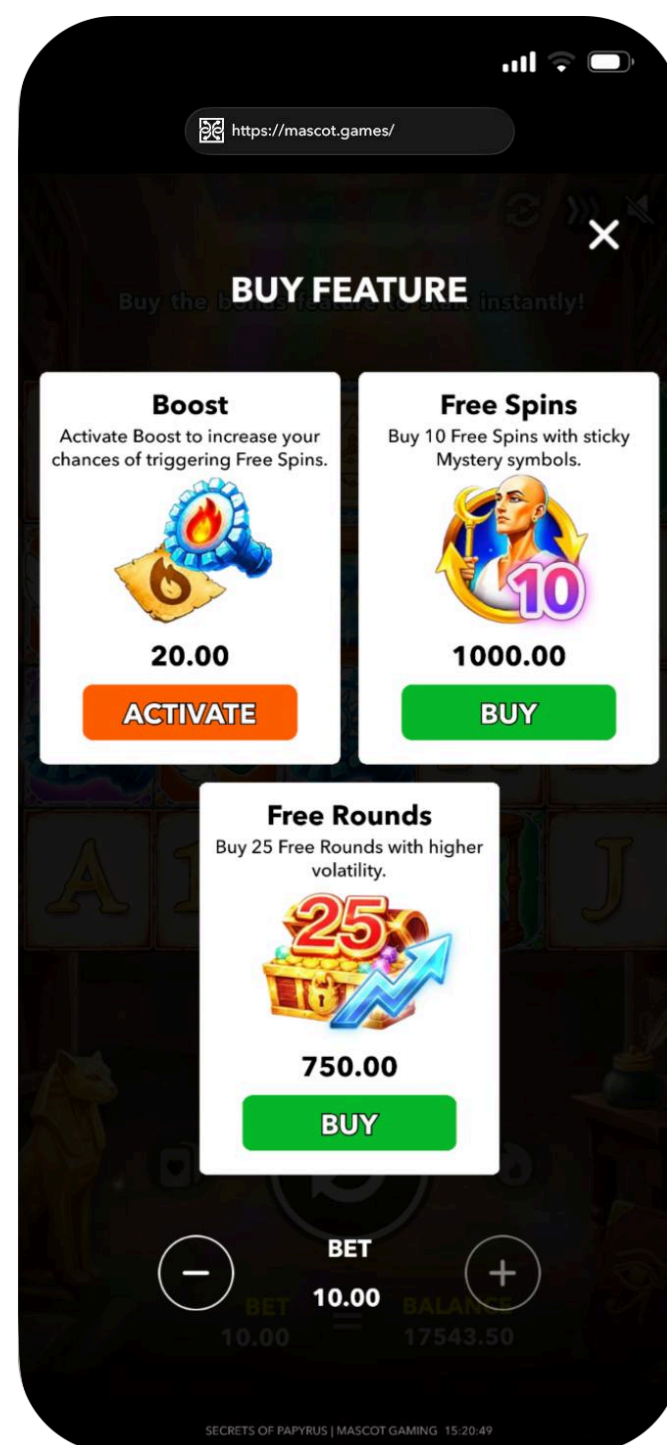 https://mascot.games/
Buy the bonus feature to start instantly!
BUY FEATURE
Boost
Activate Boost to increase your
chances of triggering Free Spins.
20.00
ACTIVATE
Free Spins
Buy 10 Free Spins with sticky
Mystery symbols.
10
1000.00
BUY
Free Rounds
Buy 25 Free Rounds with higher
volatility.
25
750.00
BUY
A
J
BET
10.00
BET
10.00
BALANCE
17543.50
SECRETS OF PAPYRUS | MASCOT GAMING 15:20:49